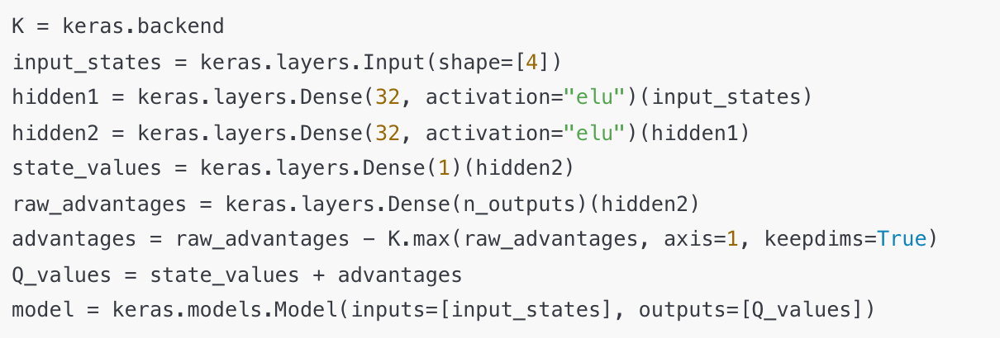 K = keras.backend
input_states = keras.layers.Input(shape=[4])
hidden1 = keras.layers.Dense(32, activation="elu")(input_states)
hidden2 = keras.layers.Dense(32, activation="elu")(hidden1)
state_values = keras.layers.Dense(1)(hidden2)
raw_advantages = keras.layers.Dense(n_outputs)(hidden2)
advantages = raw_advantages − K.max(raw_advantages, axis=1, keepdims=True)
Q_values = state_values + advantages
model = keras.models.Model(inputs=[input_states], outputs=[Q_values])